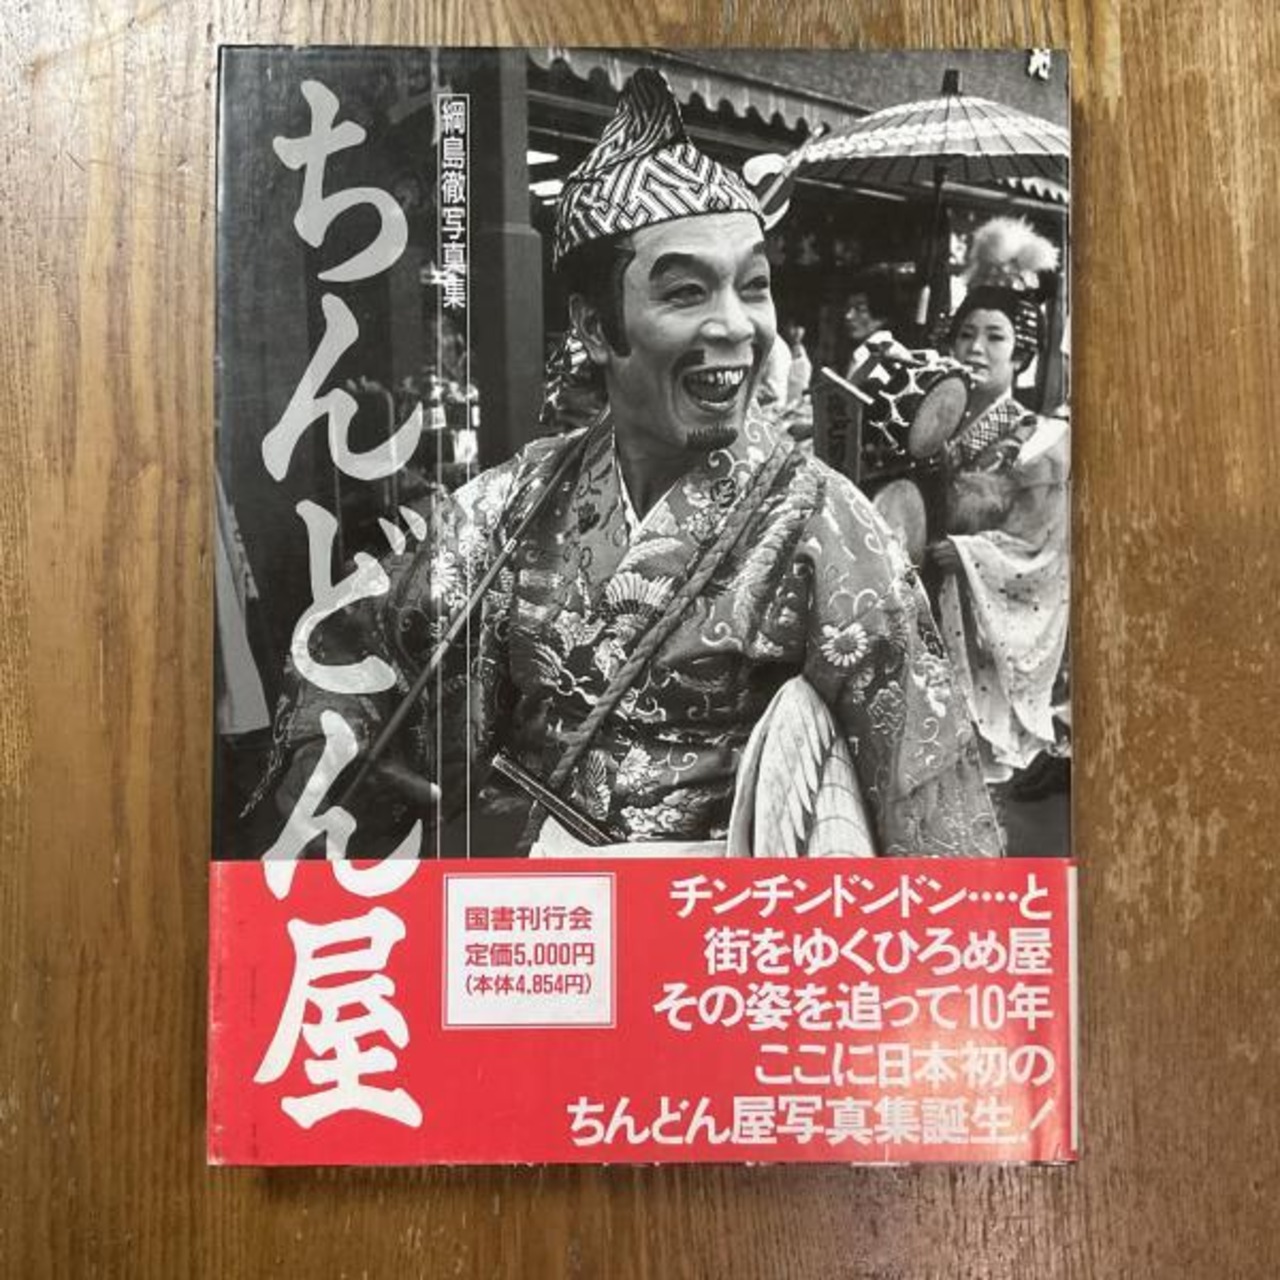 ちんどん屋
綱島徹写真集
国書刊行会
定価5,000円
(本体4,854円)
チンチンドンドン‥‥と
街をゆくひろめ屋
その姿を追って10年
ここに日本初の
ちんどん屋写真集誕生！